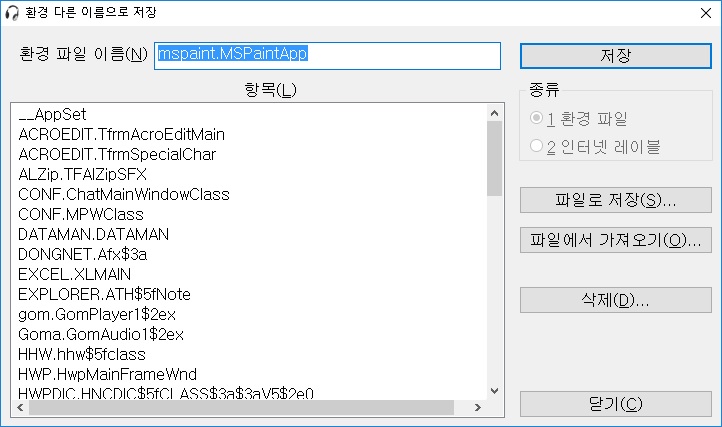 환경 다른 이름으로 저장
환경 파일 이름(N)
mspaint.MSPaintApp
저장
항목(L)
__AppSet
ACROEDIT.TfrmAcroEditMain
ACROEDIT.TfrmSpecialChar
ALZip.TFAlZipSFX
CONF.ChatMainWindowClass
CONF.MPWClass
DATAMAN.DATAMAN
DONGNET.Afx$3a
EXCEL.XLMAIN
EXPLORER.ATH$5fNote
gom.GomPlayer1$2ex
Goma.GomAudio1$2ex
HHW.hhw$5fclass
HWP.HwpMainFrameWnd
HWPDIC.HNCDIC$5fCLASS$3a$3aV5$2e0
종류
1 환경 파일
2 인터넷 레이블
파일로 저장(S)...
파일에서 가져오기(O)...
삭제(D)...
닫기(C)